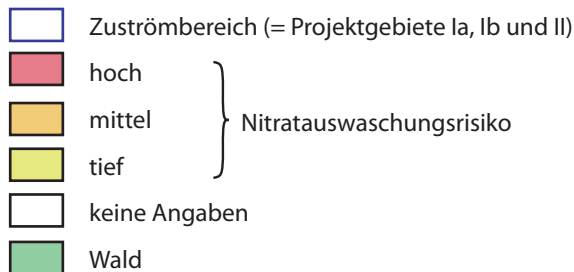 Zuströmbereich (= Projektgebiete Ia, Ib und II)
hoch
mittel
Nitratauswaschungsrisiko
tief
keine Angaben
Wald